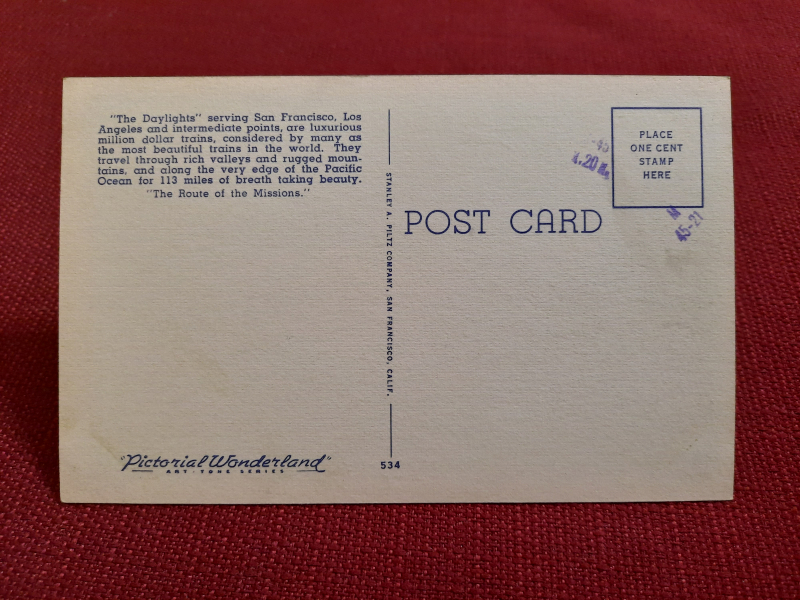 "The Daylights" serving San Francisco, Los
Angeles and intermediate points, are luxurious
million dollar trains, considered by many as
the most beautiful trains in the world. They
travel through rich valleys and rugged moun-
tains, and along the very edge of the Pacific
Ocean for 113 miles of breath taking beauty.
"The Route of the Missions."
"Pictorial Wonderland"
ART-TONE SERIES
STANLEY A. PILTZ COMPANY, SAN FRANCISCO, CALIF.
534
POST CARD
PLACE
ONE CENT
STAMP
HERE
45-21